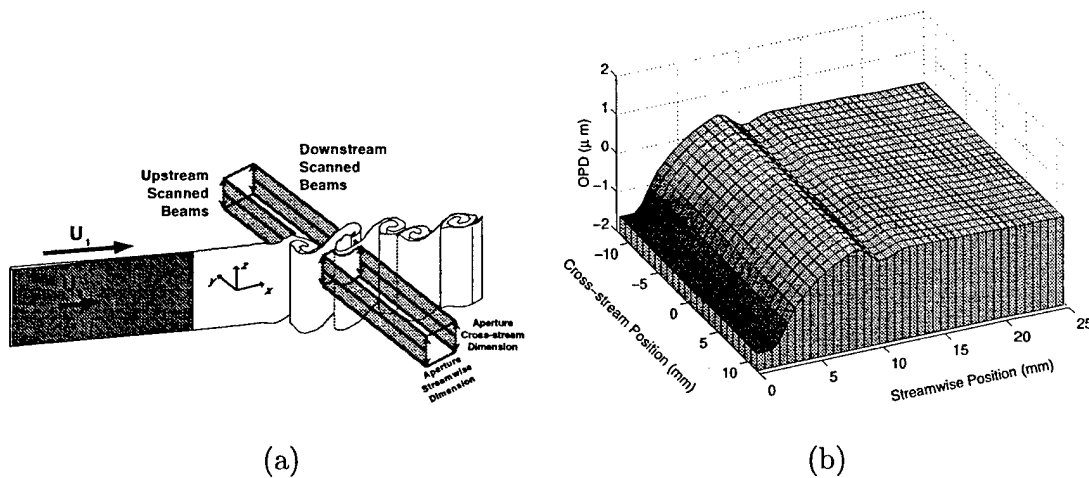 Downstream
Scanned
Beams
Upstream
Scanned
Beams
U₁
y z x
Aperture
Cross-stream
Dimension
Aperture
Streamwise
Dimension
(a)
2
1
0
−1
−2
OPD (μ m)
−10
−5
0
5
10
Cross−stream Position (mm)
0
5
10
15
20
25
Streamwise Position (mm)
(b)